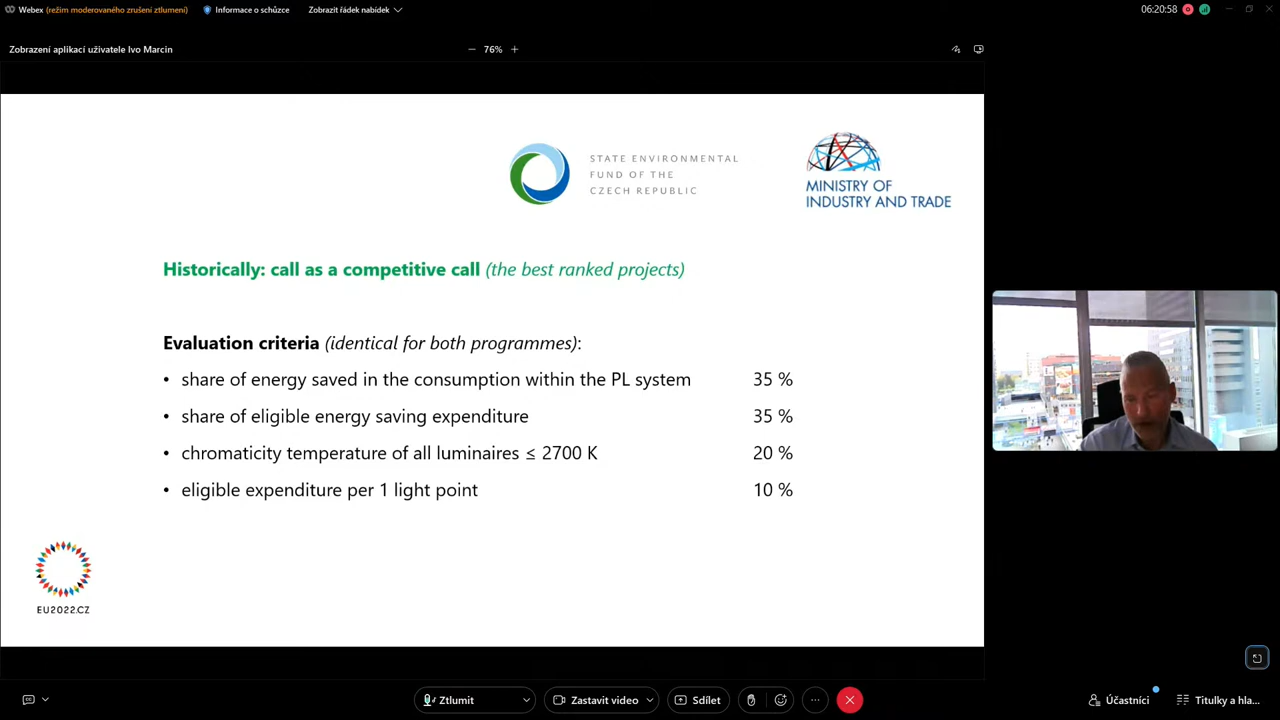 Webex (režim moderovaného zrušení ztlumení) Informace o schůzce Zobrazit řádek nabídek 06:20:58
Zobrazení aplikací uživatele Ivo Marcin 76%
STATE ENVIRONMENTAL
FUND OF THE
CZECH REPUBLIC
MINISTRY OF
INDUSTRY AND TRADE
Historically: call as a competitive call (the best ranked projects)
Evaluation criteria (identical for both programmes):
• share of energy saved in the consumption within the PL system 35 %
• share of eligible energy saving expenditure 35 %
• chromaticity temperature of all luminaires ≤ 2700 K 20 %
• eligible expenditure per 1 light point 10 %
EU2022.CZ
Ztlumit Zastavit video Sdílet Účastníci Titulky a hla...